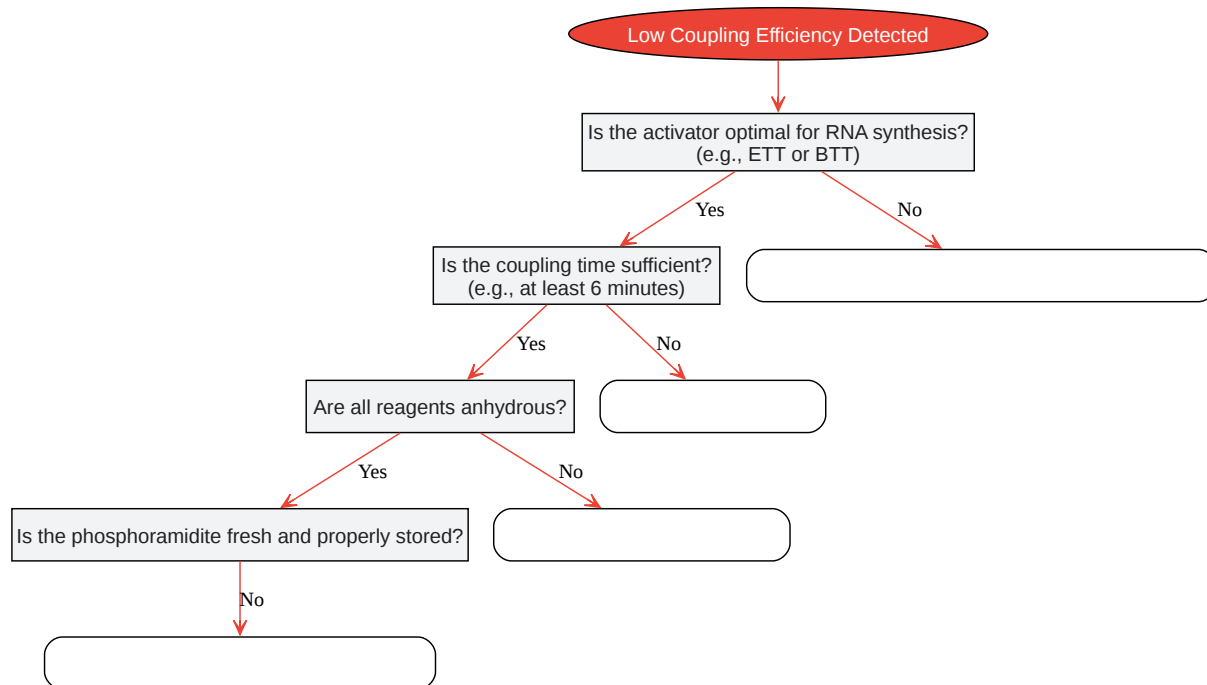 Low Coupling Efficiency Detected
Is the activator optimal for RNA synthesis?
(e.g., ETT or BTT)
Yes
No
Is the coupling time sufficient?
(e.g., at least 6 minutes)
Yes
No
Are all reagents anhydrous?
Yes
No
Is the phosphoramidite fresh and properly stored?
No